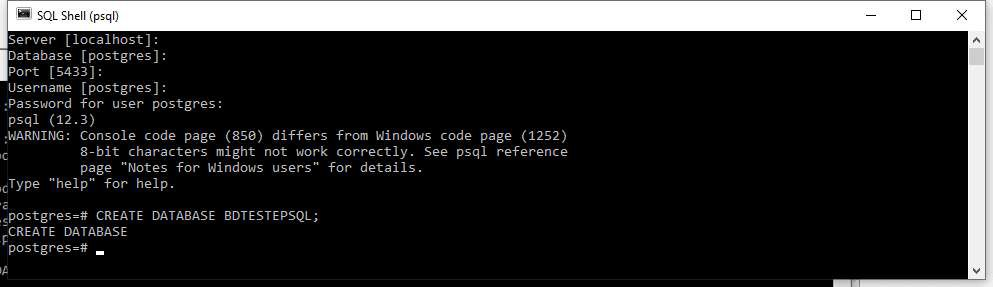 SQL Shell (psql)
Server [localhost]:
Database [postgres]:
Port [5433]:
Username [postgres]:
Password for user postgres:
psql (12.3)
WARNING: Console code page (850) differs from Windows code page (1252)
         8-bit characters might not work correctly. See psql reference
         page "Notes for Windows users" for details.
Type "help" for help.
postgres=# CREATE DATABASE BDTESTEPSQL;
CREATE DATABASE
postgres=#